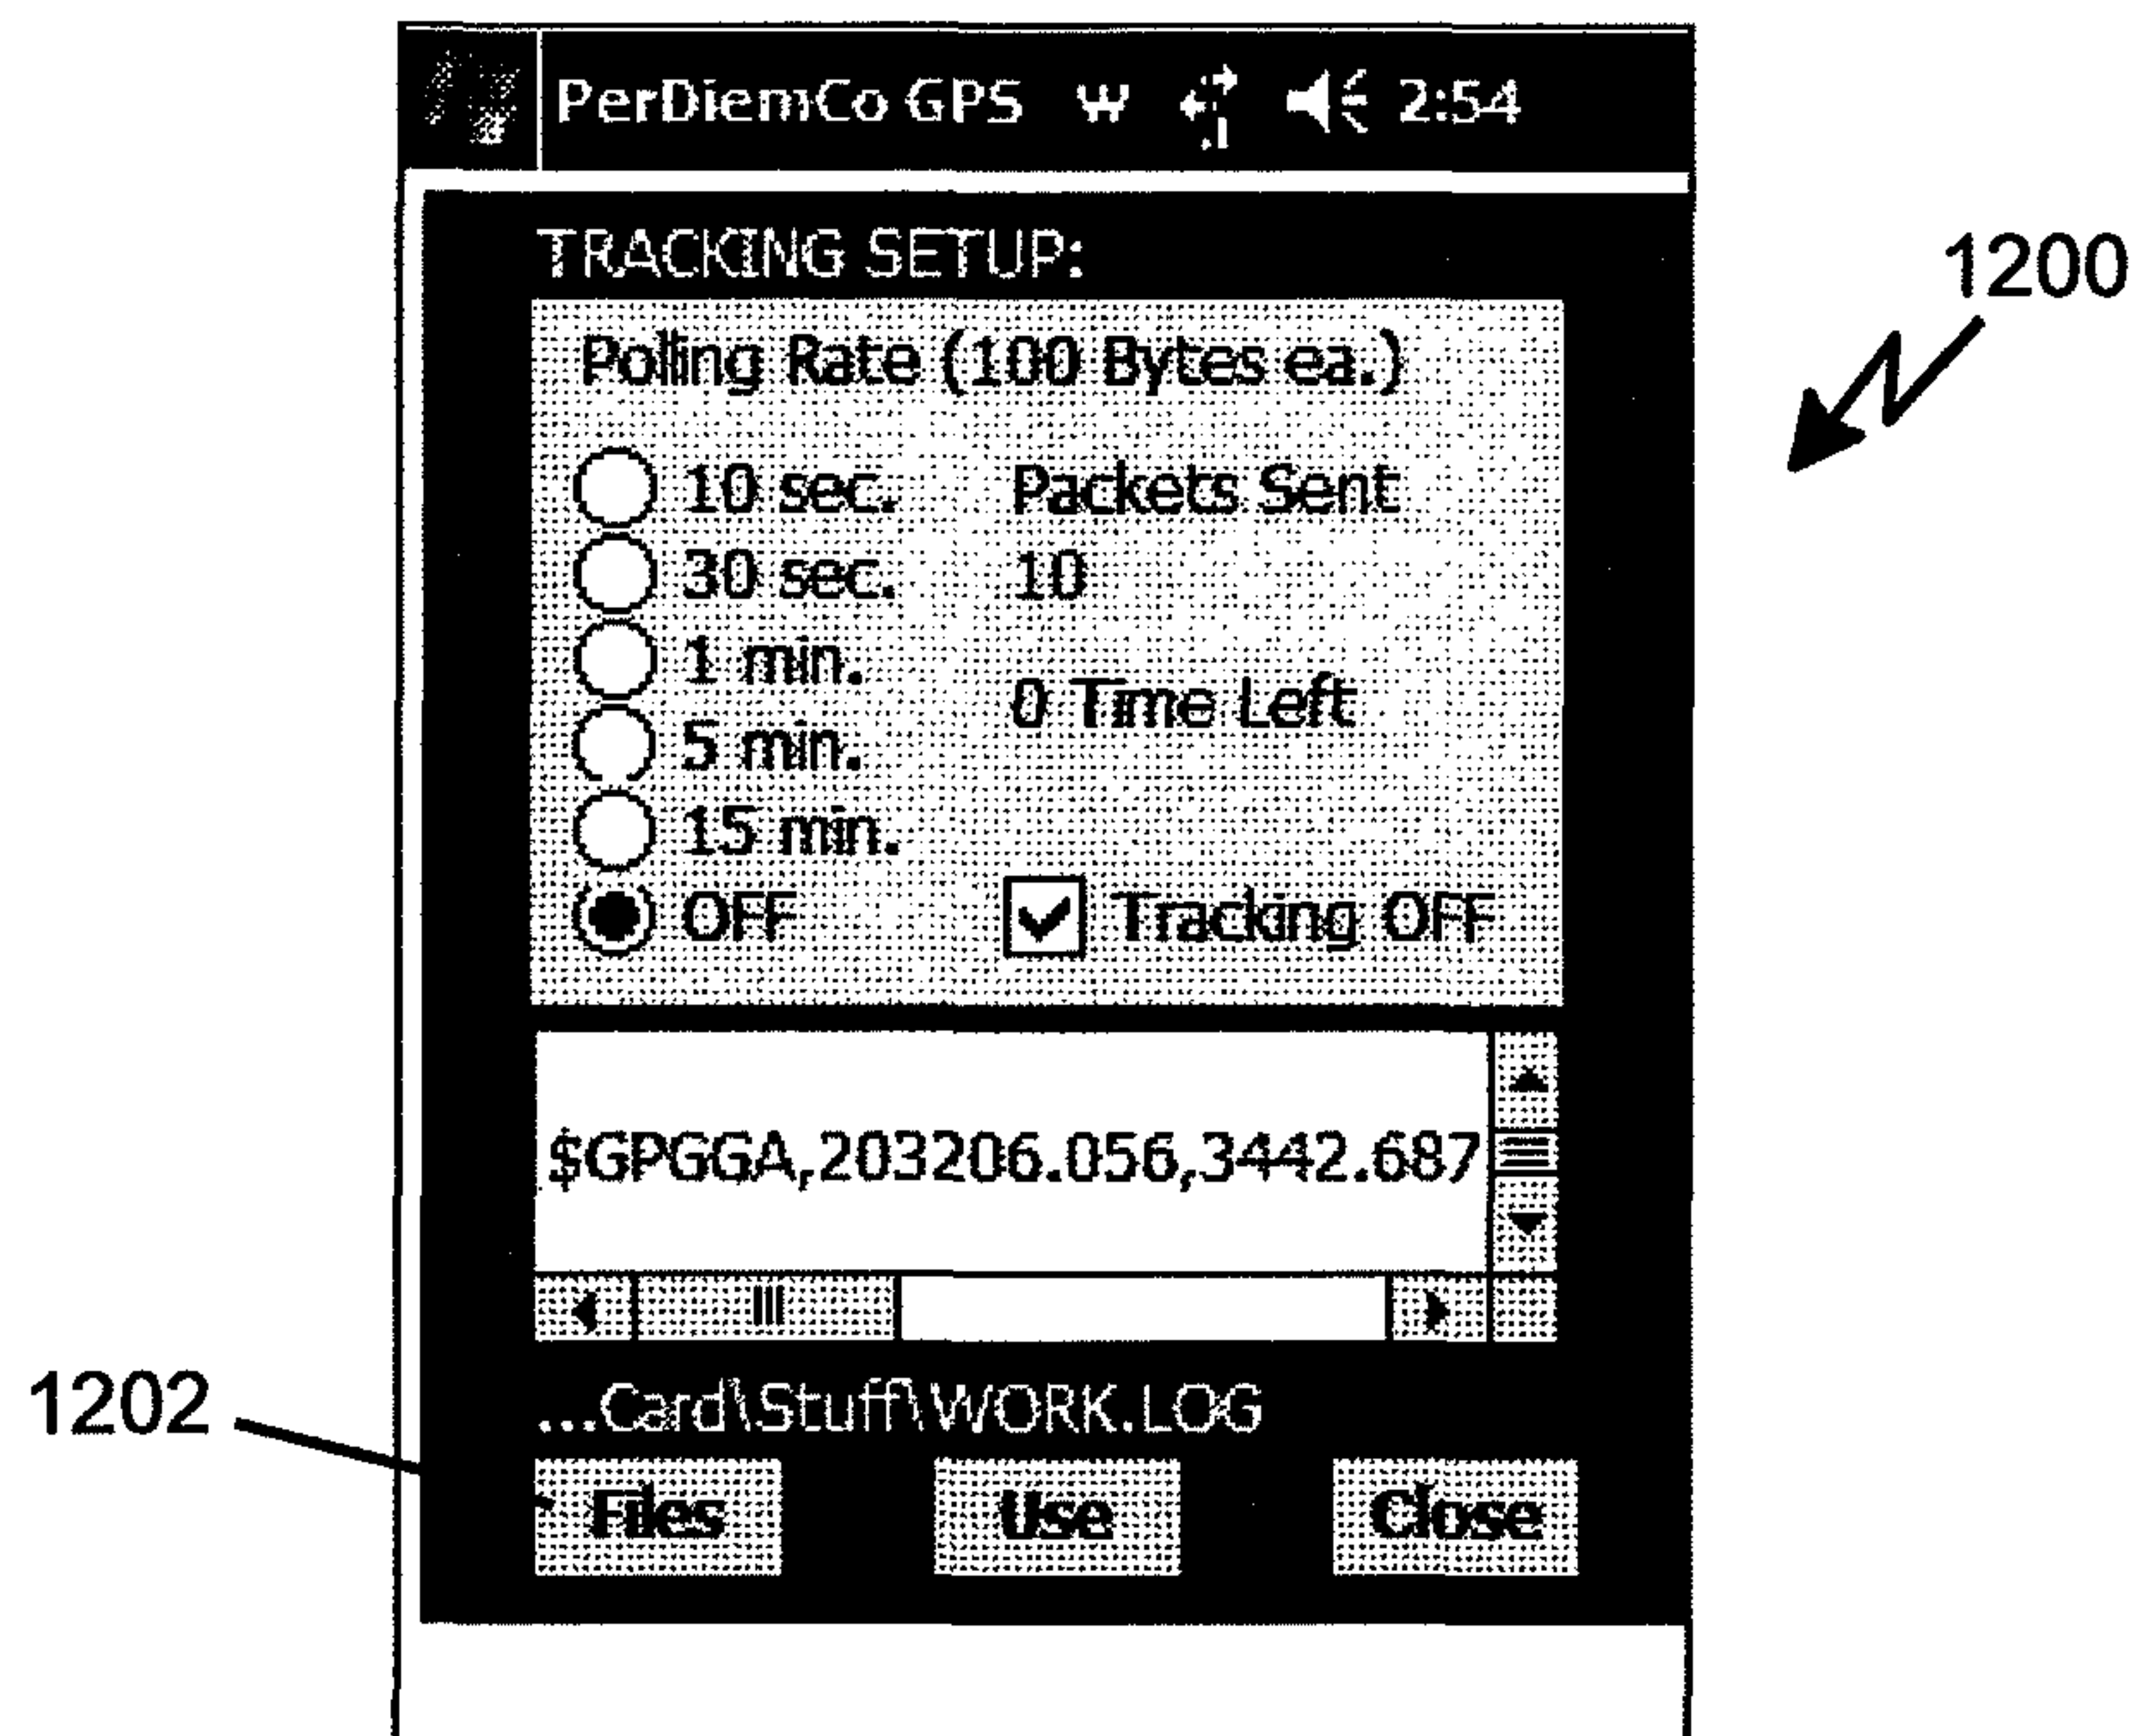 PerDiemCo GPS 2:54
TRACKING SETUP:
1200
Polling Rate (100 Bytes ea.)
10 sec. Packets Sent
30 sec. 10
1 min.
0 Time Left
5 min.
15 min.
OFF Tracking OFF
$GPGGA,203206.056,3442.687
1202
...Card\Stuff\WORK.LOG
Files Use Close